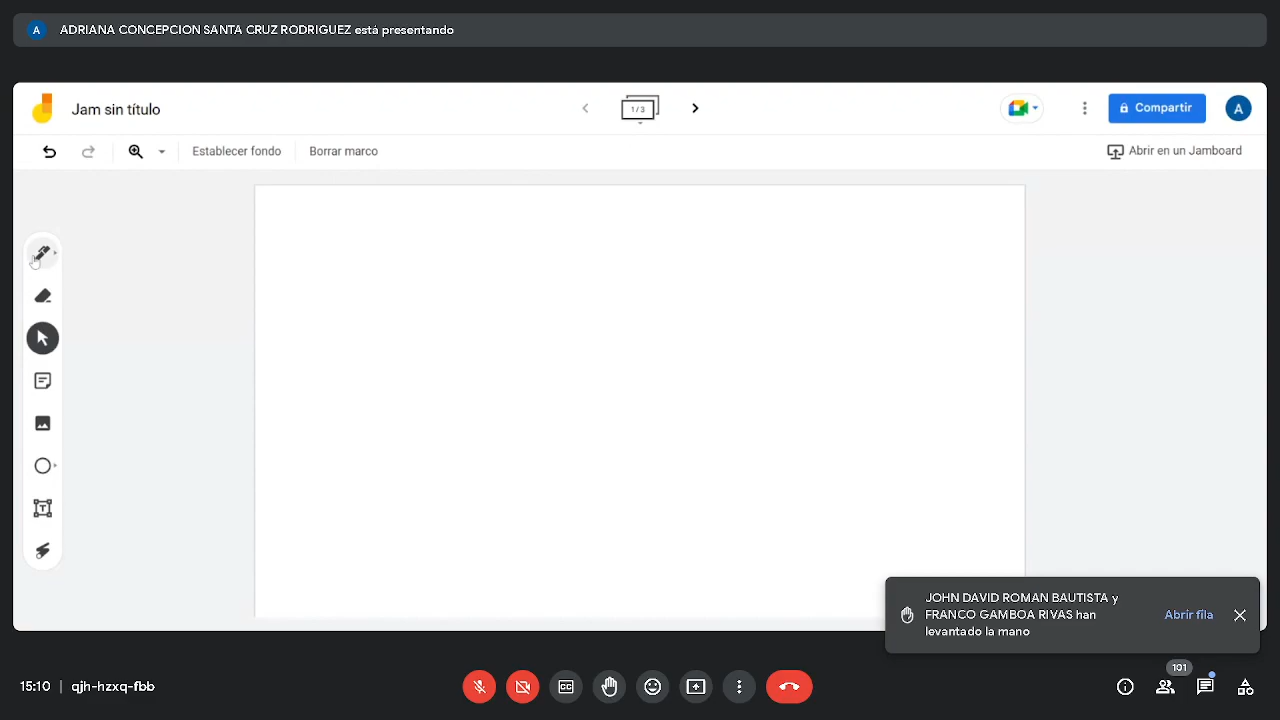 A ADRIANA CONCEPCION SANTA CRUZ RODRIGUEZ está presentando
Jam sin título
1 / 3
Compartir
A
Establecer fondo
Borrar marco
Abrir en un Jamboard
T
JOHN DAVID ROMAN BAUTISTA y
FRANCO GAMBOA RIVAS han
levantado la mano
Abrir fila
15:10 | qjh-hzxq-fbb
CC
101